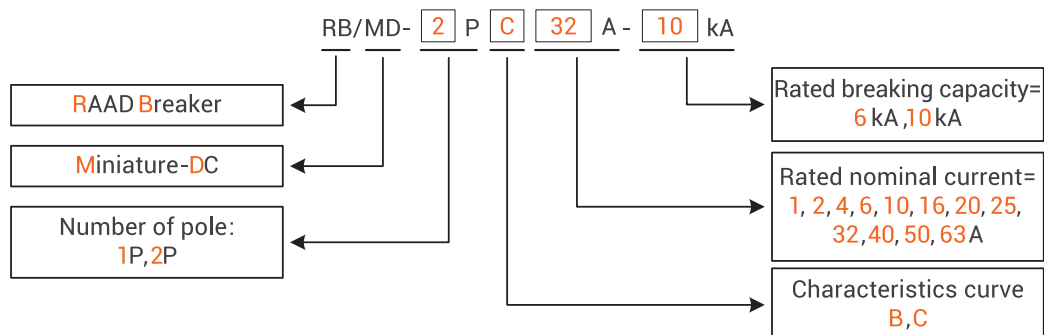 RB/MD- 2 P C 32 A - 10 kA
RAAD Breaker
Miniature-DC
Number of pole:
1P,2P
Rated breaking capacity=
6 kA ,10 kA
Rated nominal current=
1, 2, 4, 6, 10, 16, 20, 25,
32, 40, 50, 63 A
Characteristics curve
B,C